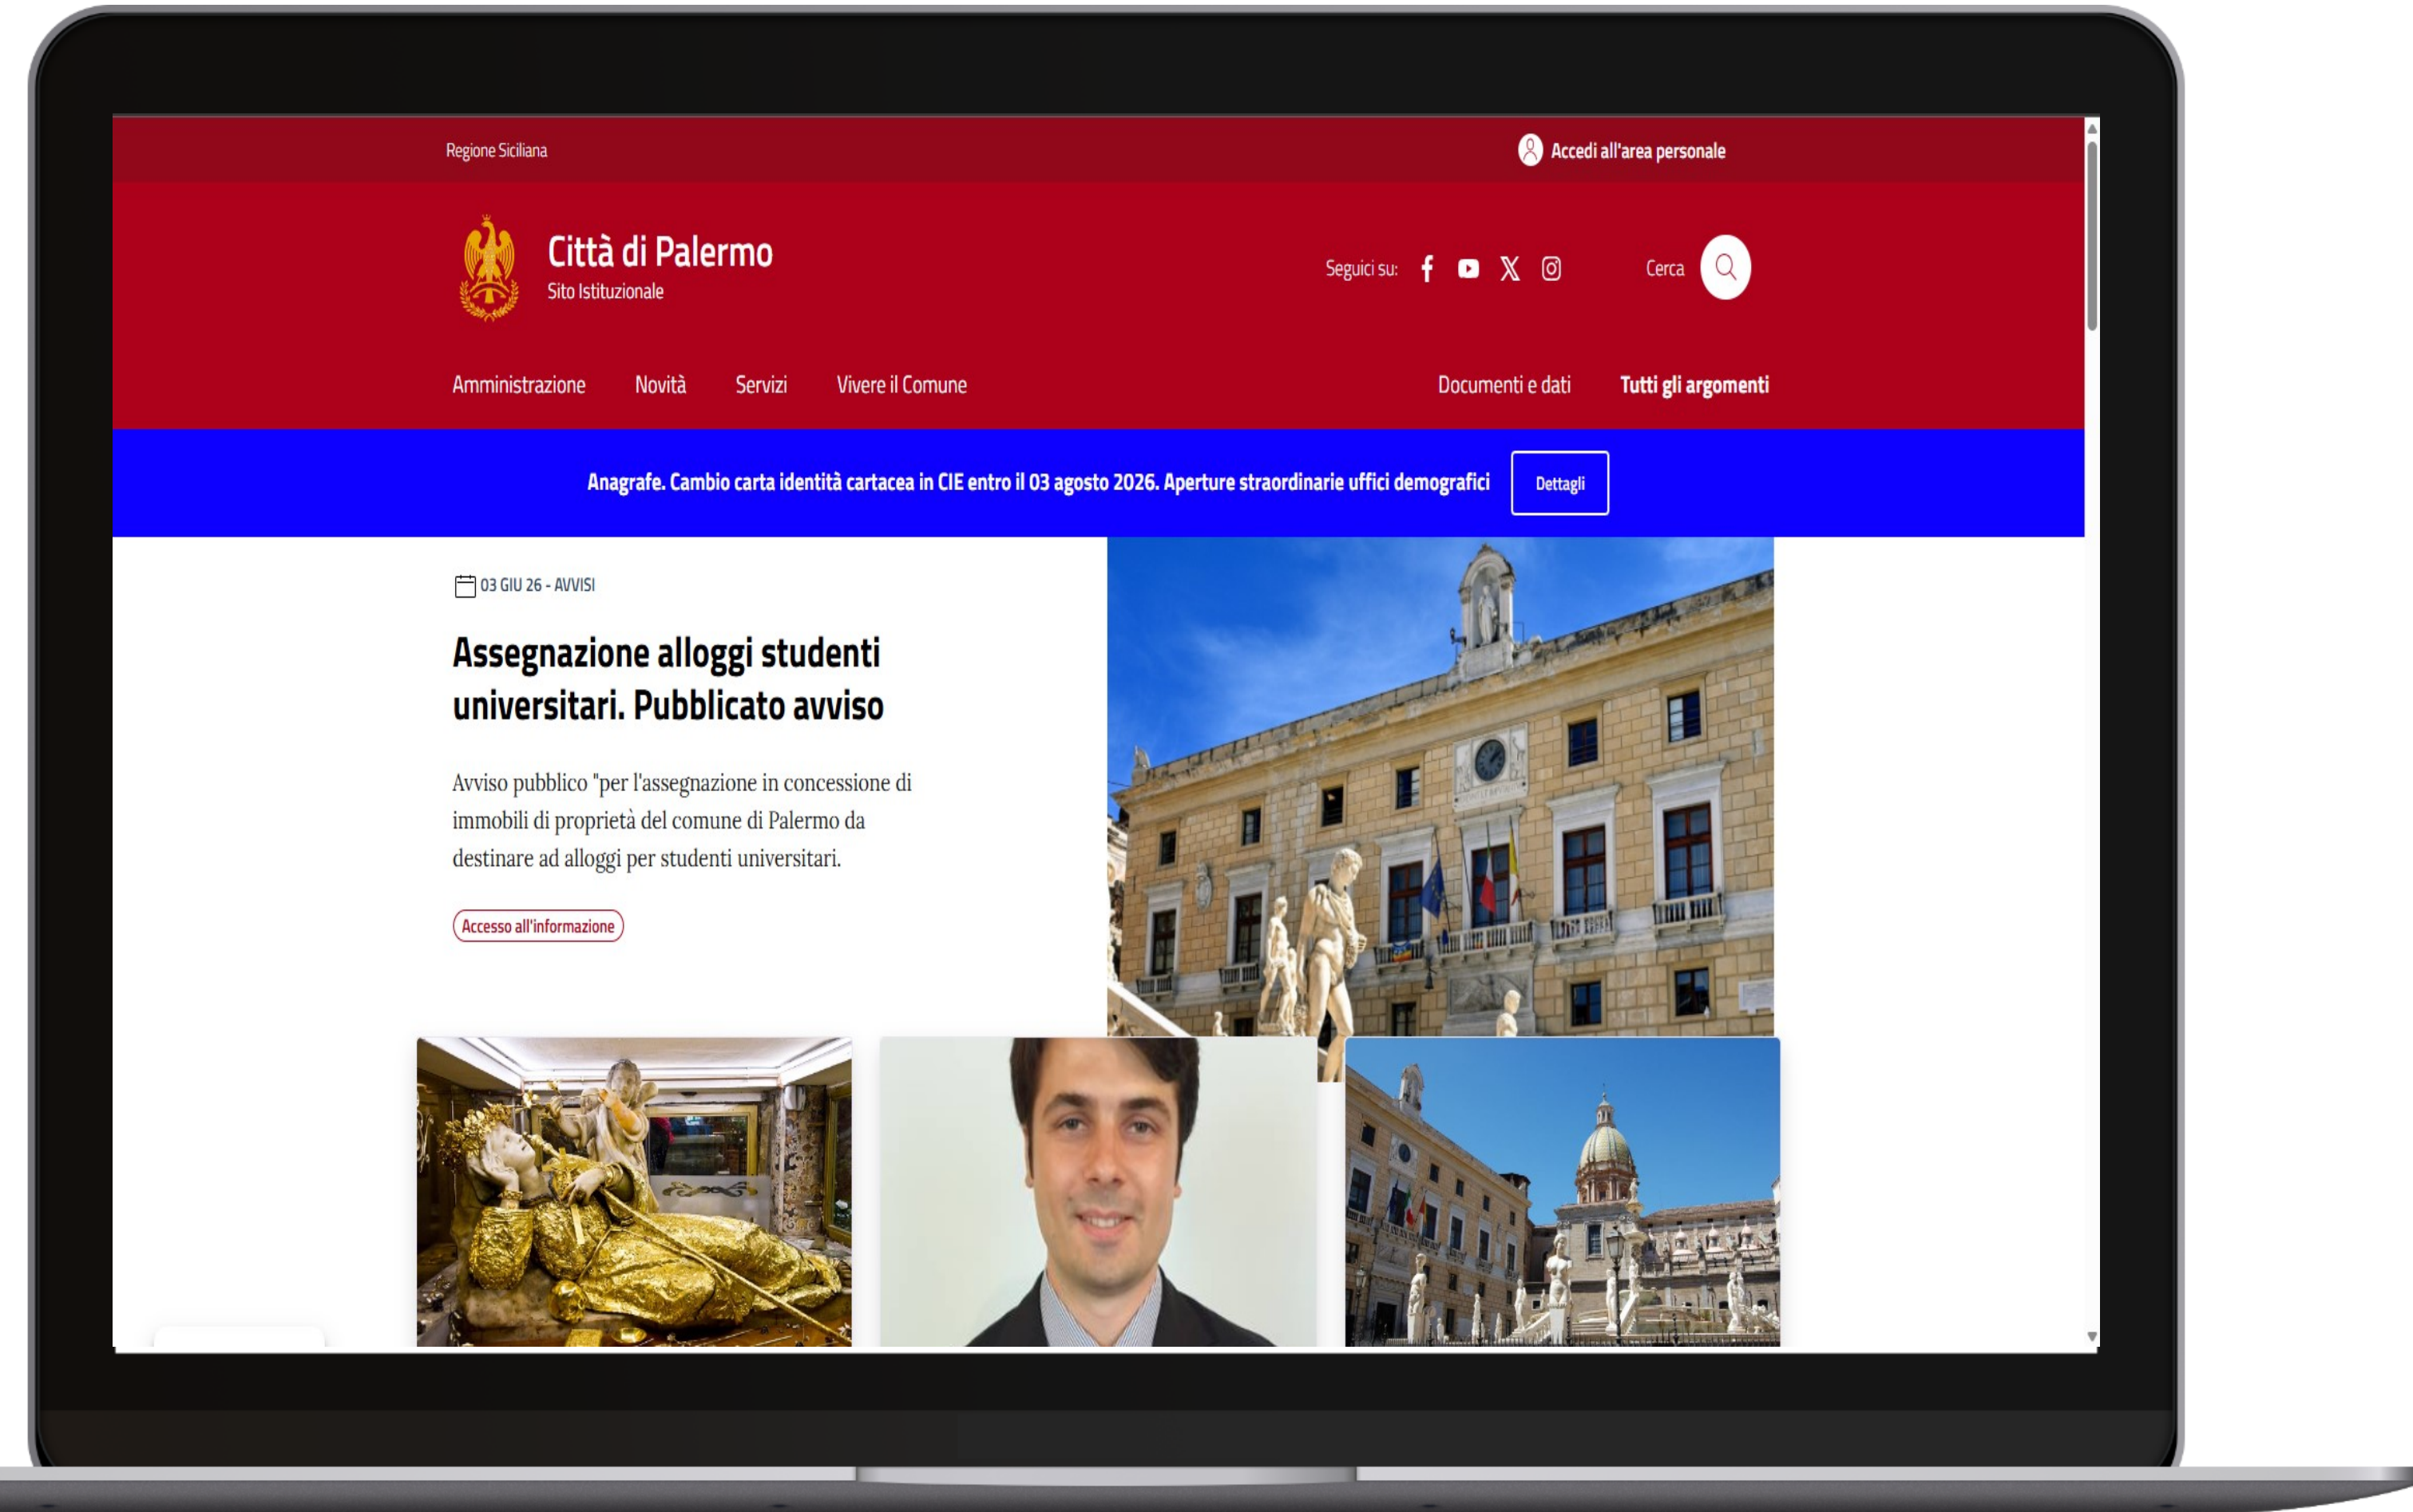 Regione Siciliana
Accedi all'area personale
Città di Palermo
Sito Istituzionale
Seguici su:
Cerca
Amministrazione
Novità
Servizi
Vivere il Comune
Documenti e dati
Tutti gli argomenti
Anagrafe. Cambio carta identità cartacea in CIE entro il 03 agosto 2026. Aperture straordinarie uffici demografici
Dettagli
03 GIU 26 - AVVISI
Assegnazione alloggi studenti
universitari. Pubblicato avviso
Avviso pubblico "per l'assegnazione in concessione di
immobili di proprietà del comune di Palermo da
destinare ad alloggi per studenti universitari.
Accesso all'informazione